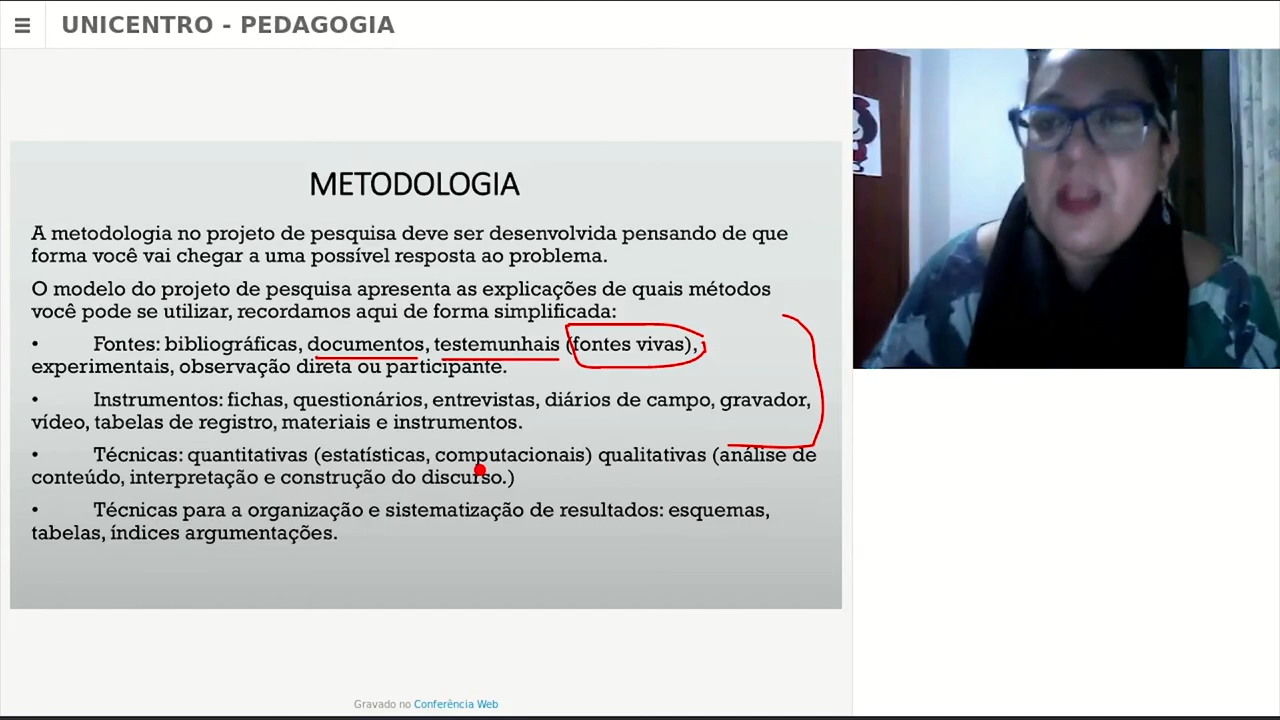 UNICENTRO - PEDAGOGIA
METODOLOGIA
A metodologia no projeto de pesquisa deve ser desenvolvida pensando de que
forma você vai chegar a uma possível resposta ao problema.
O modelo do projeto de pesquisa apresenta as explicações de quais métodos
você pode se utilizar, recordamos aqui de forma simplificada:
• Fontes: bibliográficas, documentos, testemunhais (fontes vivas),
experimentais, observação direta ou participante.
• Instrumentos: fichas, questionários, entrevistas, diários de campo, gravador,
vídeo, tabelas de registro, materiais e instrumentos.
• Técnicas: quantitativas (estatísticas, computacionais) qualitativas (análise de
conteúdo, interpretação e construção do discurso.)
• Técnicas para a organização e sistematização de resultados: esquemas,
tabelas, índices argumentações.
Gravado no Conferência Web